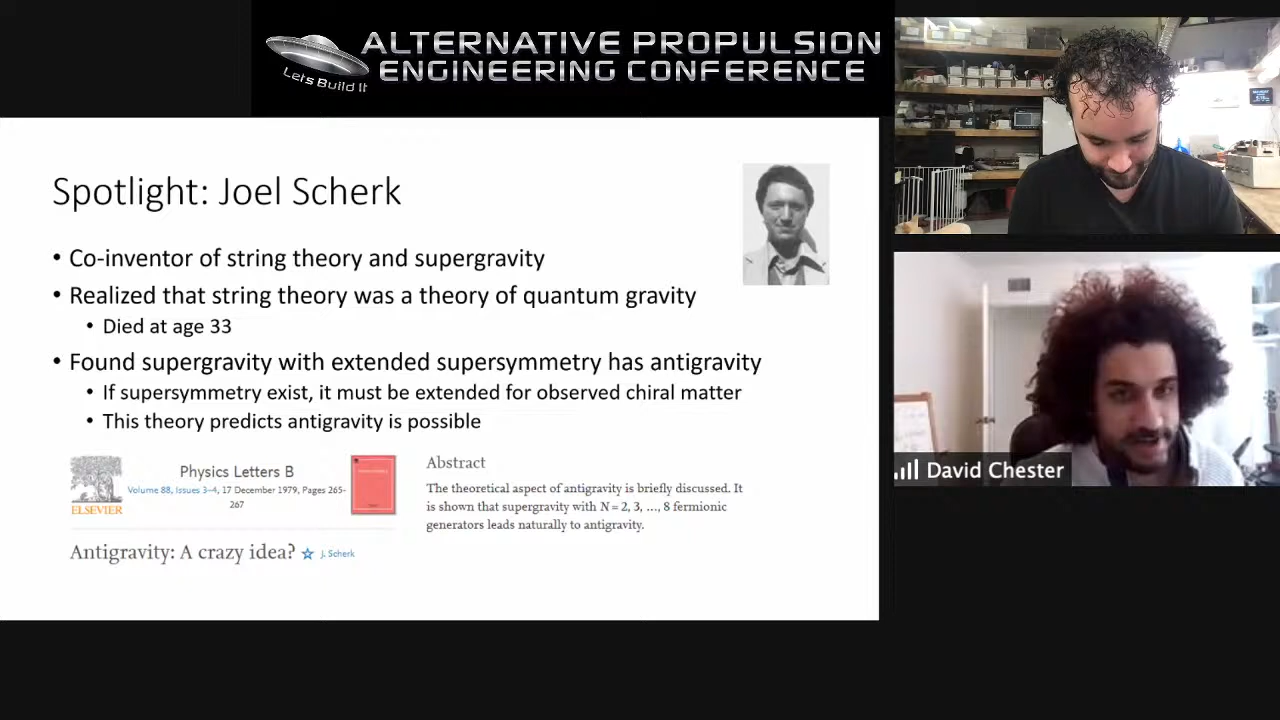 Let's Build It
ALTERNATIVE PROPULSION
ENGINEERING CONFERENCE
Spotlight: Joel Scherk
• Co-inventor of string theory and supergravity
• Realized that string theory was a theory of quantum gravity
• Died at age 33
• Found supergravity with extended supersymmetry has antigravity
• If supersymmetry exist, it must be extended for observed chiral matter
• This theory predicts antigravity is possible
ELSEVIER
Physics Letters B
Volume 88, Issues 3–4, 17 December 1979, Pages 265-
267
Antigravity: A crazy idea? ☆ J. Scherk
Abstract
The theoretical aspect of antigravity is briefly discussed. It
is shown that supergravity with N = 2, 3, …, 8 fermionic
generators leads naturally to antigravity.
David Chester